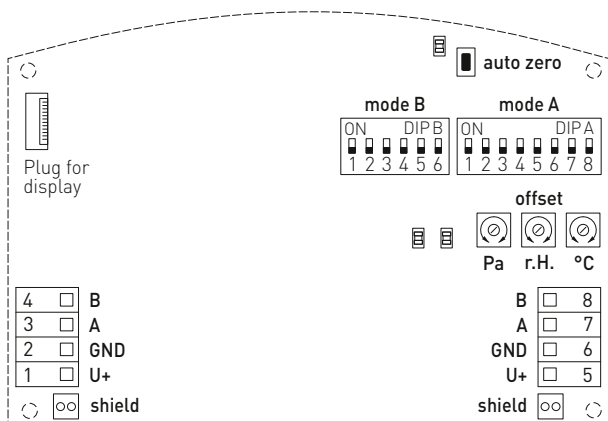 auto zero
mode B mode A
ON DIP B ON DIP A
1 2 3 4 5 6 1 2 3 4 5 6 7 8
Plug for
display
offset
Pa r.H. °C
4 B B 8
3 A A 7
2 GND GND 6
1 U+ U+ 5
shield shield